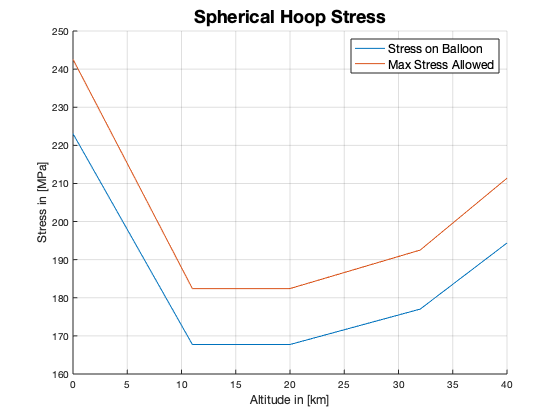 Spherical Hoop Stress
Stress on Balloon
Max Stress Allowed
Stress in [MPa]
250
240
230
220
210
200
190
180
170
160
0 5 10 15 20 25 30 35 40
Altitude in [km]